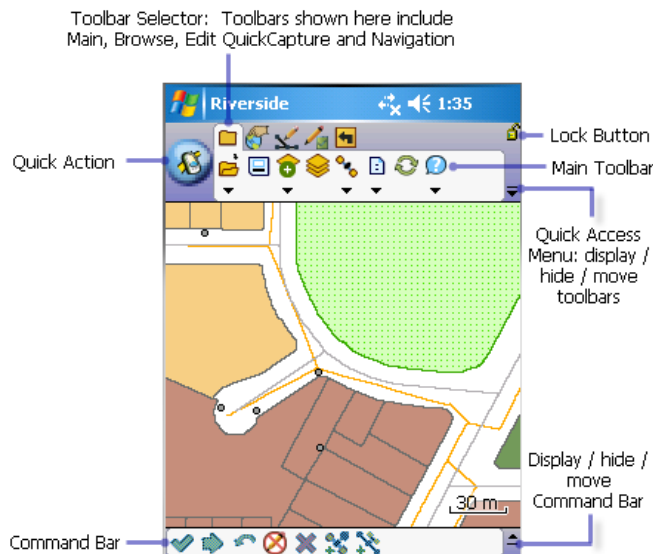 Toolbar Selector: Toolbars shown here include
Main, Browse, Edit QuickCapture and Navigation
Riverside
1:35
Lock Button
Quick Action
Main Toolbar
Quick Access
Menu: display /
hide / move
toolbars
Display / hide /
move
Command Bar
30 m
Command Bar